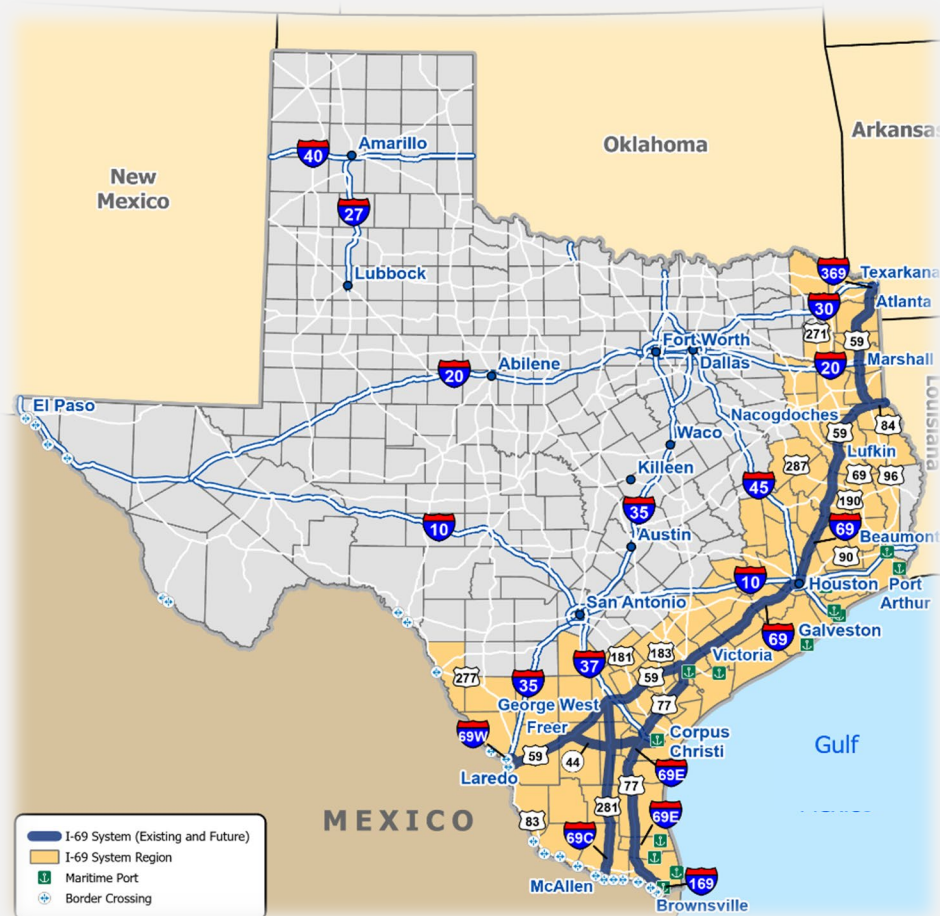 Oklahoma
Arkansas
New
Mexico
40
Amarillo
27
Lubbock
369
Texarkana
30
Atlanta
271
59
Fort Worth
Dallas
20
Marshall
20
Abilene
El Paso
Louisiana
Nacogdoches
84
59
Waco
Lufkin
287
69
96
Killeen
45
190
35
10
69
Beaumont
Austin
90
10
Houston
Port
Arthur
San Antonio
69
Galveston
181
183
Victoria
37
277
59
35
77
George West
Freer
Corpus
Christi
Gulf
69W
59
44
69E
Laredo
77
281
69E
MEXICO
83
69C
McAllen
169
Brownsville
I-69 System (Existing and Future)
I-69 System Region
Maritime Port
Border Crossing